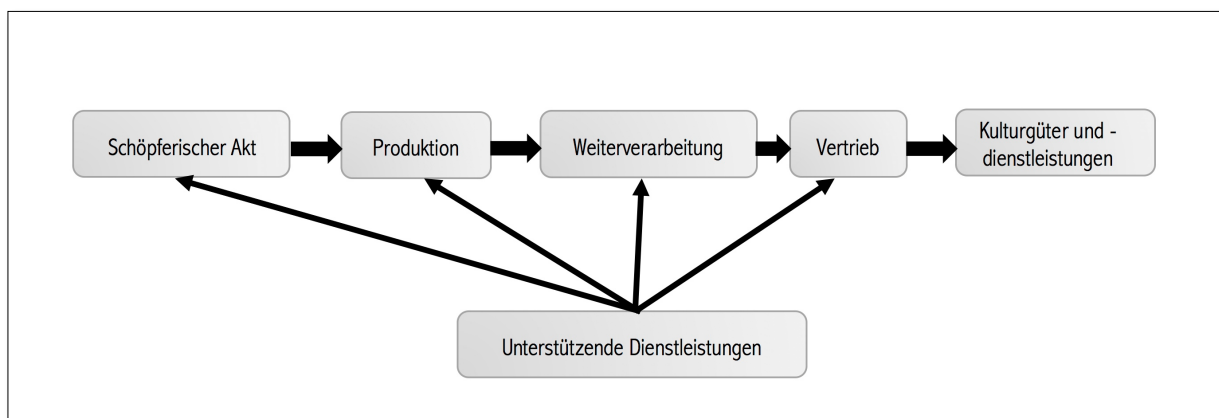 Schöpferischer Akt
Produktion
Weiterverarbeitung
Vertrieb
Kulturgüter und -
dienstleistungen
Unterstützende Dienstleistungen